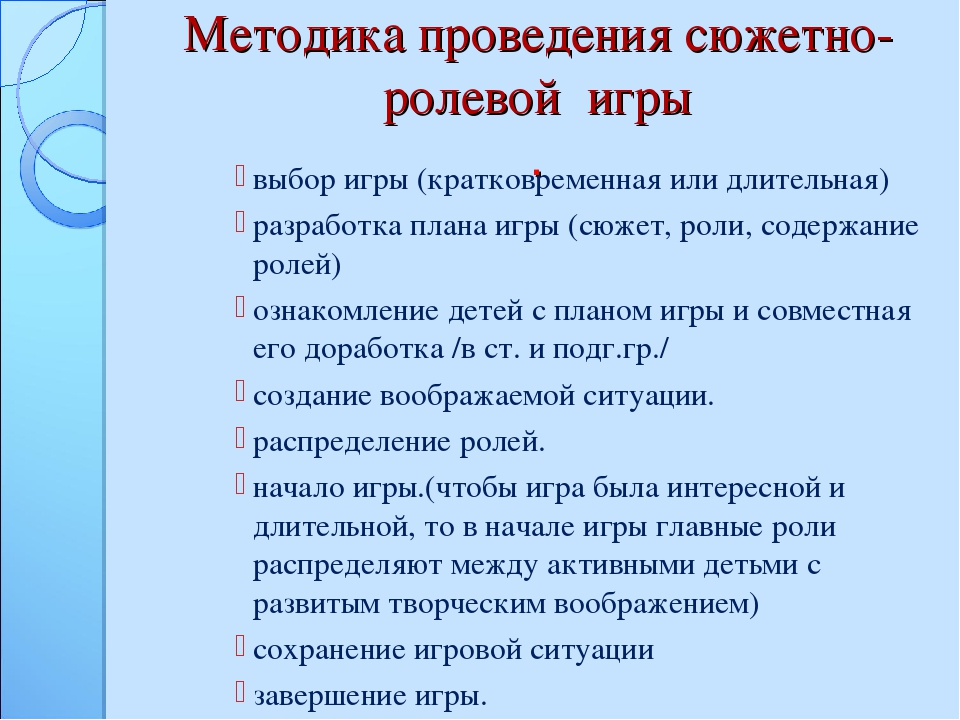 Методика проведения сюжетно-
ролевой игры
.
выбор игры (кратковременная или длительная)
разработка плана игры (сюжет, роли, содержание
ролей)
ознакомление детей с планом игры и совместная
его доработка /в ст. и подг.гр./
создание воображаемой ситуации.
распределение ролей.
начало игры.(чтобы игра была интересной и
длительной, то в начале игры главные роли
распределяют между активными детьми с
развитым творческим воображением)
сохранение игровой ситуации
завершение игры.